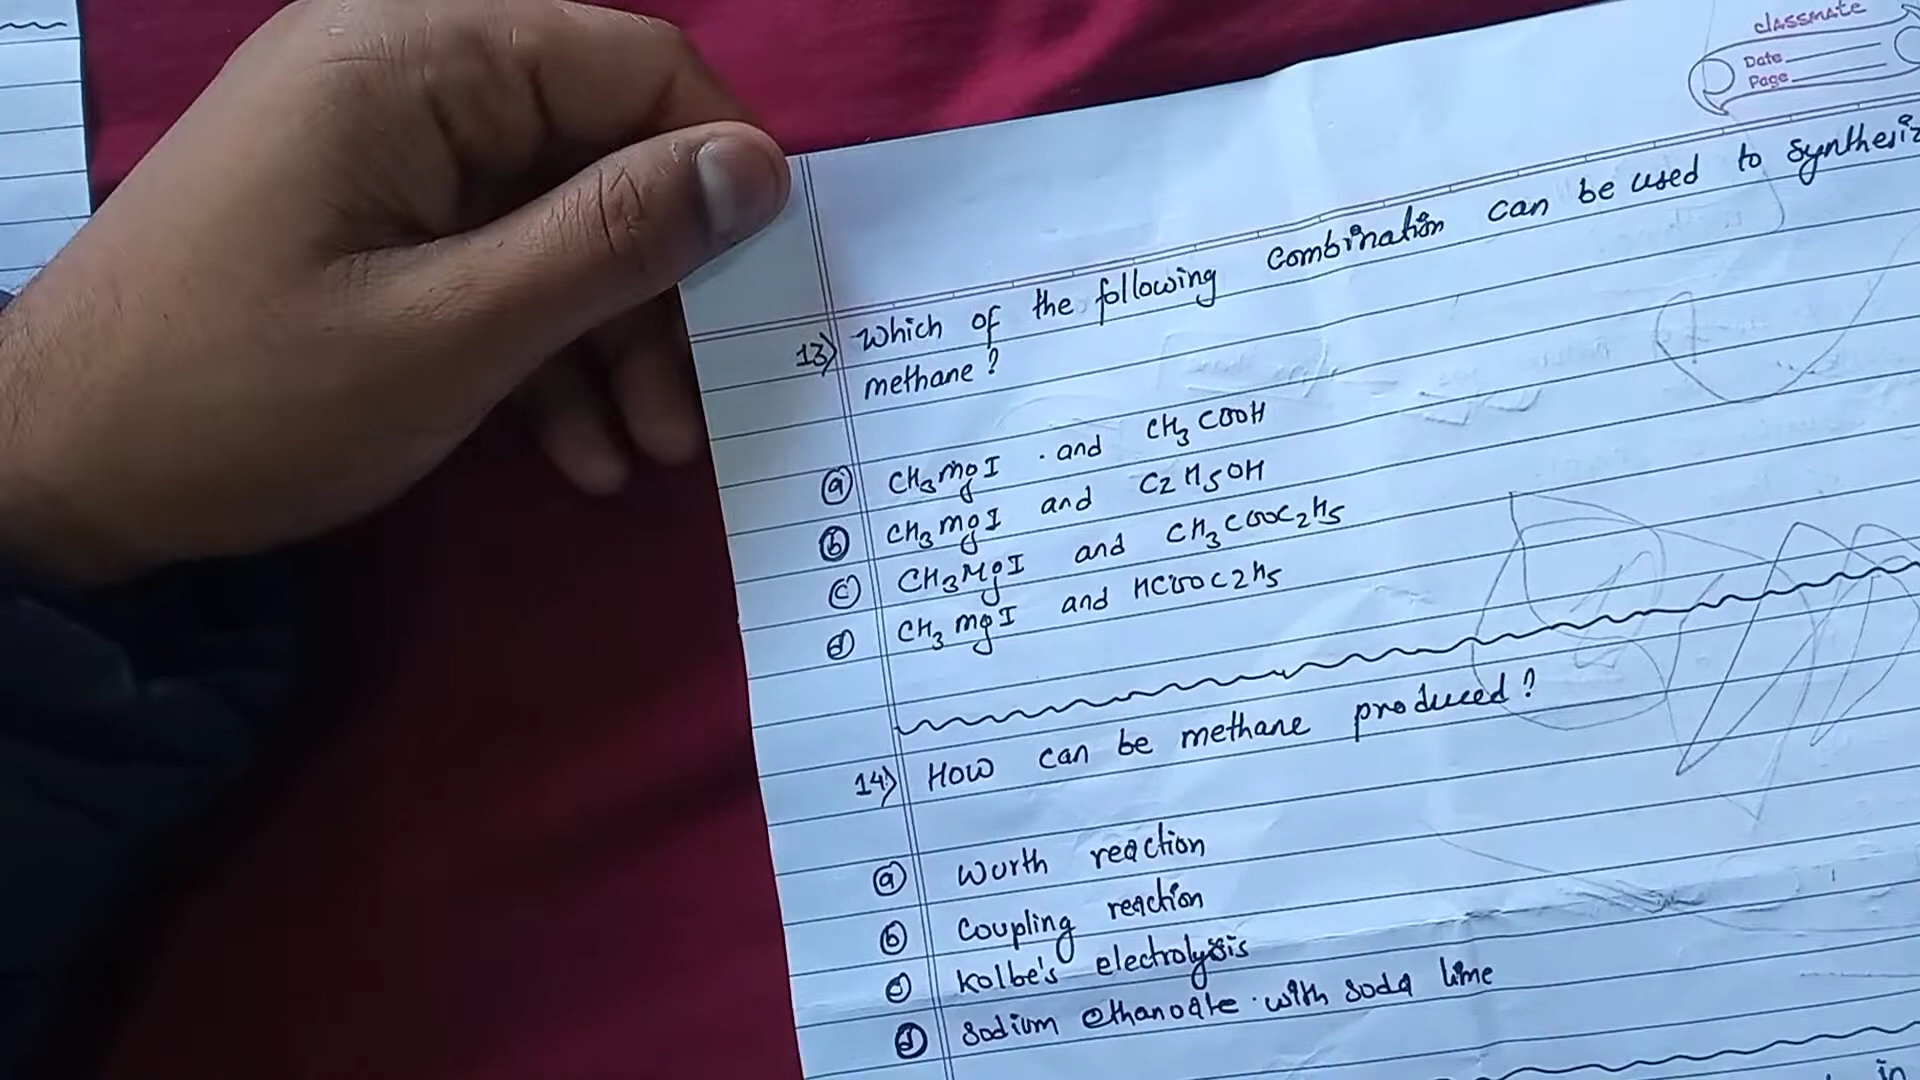 classmate
Date
Page
13) Which of the following combination can be used to
methane ?
a CH3mgI . and CH3COOH
b CH3mgI and C2H5OH
c CH3MgI and CH3COOC2H5
d CH3mgI and HCOOC2H5
14) How can be methane produced ?
a Wurth reaction
b Coupling reaction
c Kolbe's electrolysis
d Sodium ethanoate with soda lime
in